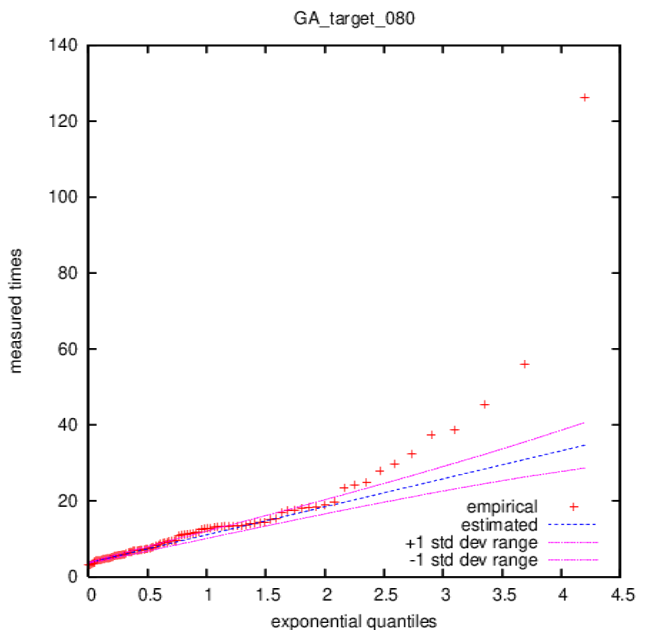 GA_target_080
140
120
100
80
60
40
20
0
measured times
empirical
estimated
+1 std dev range
-1 std dev range
0 0.5 1 1.5 2 2.5 3 3.5 4 4.5
exponential quantiles